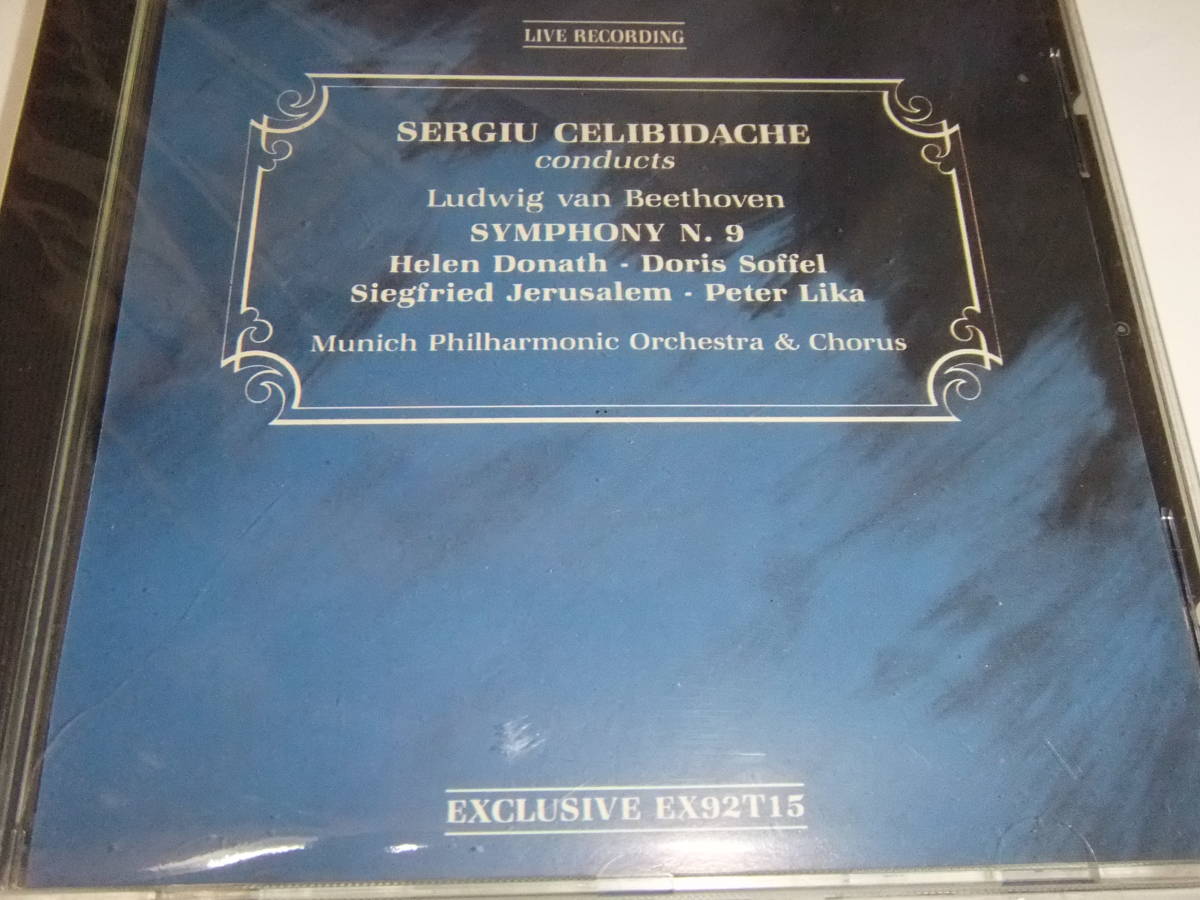 LIVE RECORDING
SERGIU CELIBIDACHE
conducts
Ludwig van Beethoven
SYMPHONY N. 9
Helen Donath - Doris Soffel
Siegfried Jerusalem - Peter Lika
Munich Philharmonic Orchestra & Chorus
EXCLUSIVE EX92T15